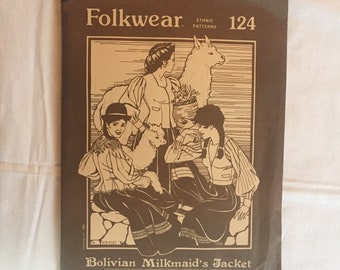 Folkwear
ETHNIC
PATTERNS
124
Bolivian Milkmaid's Jacket